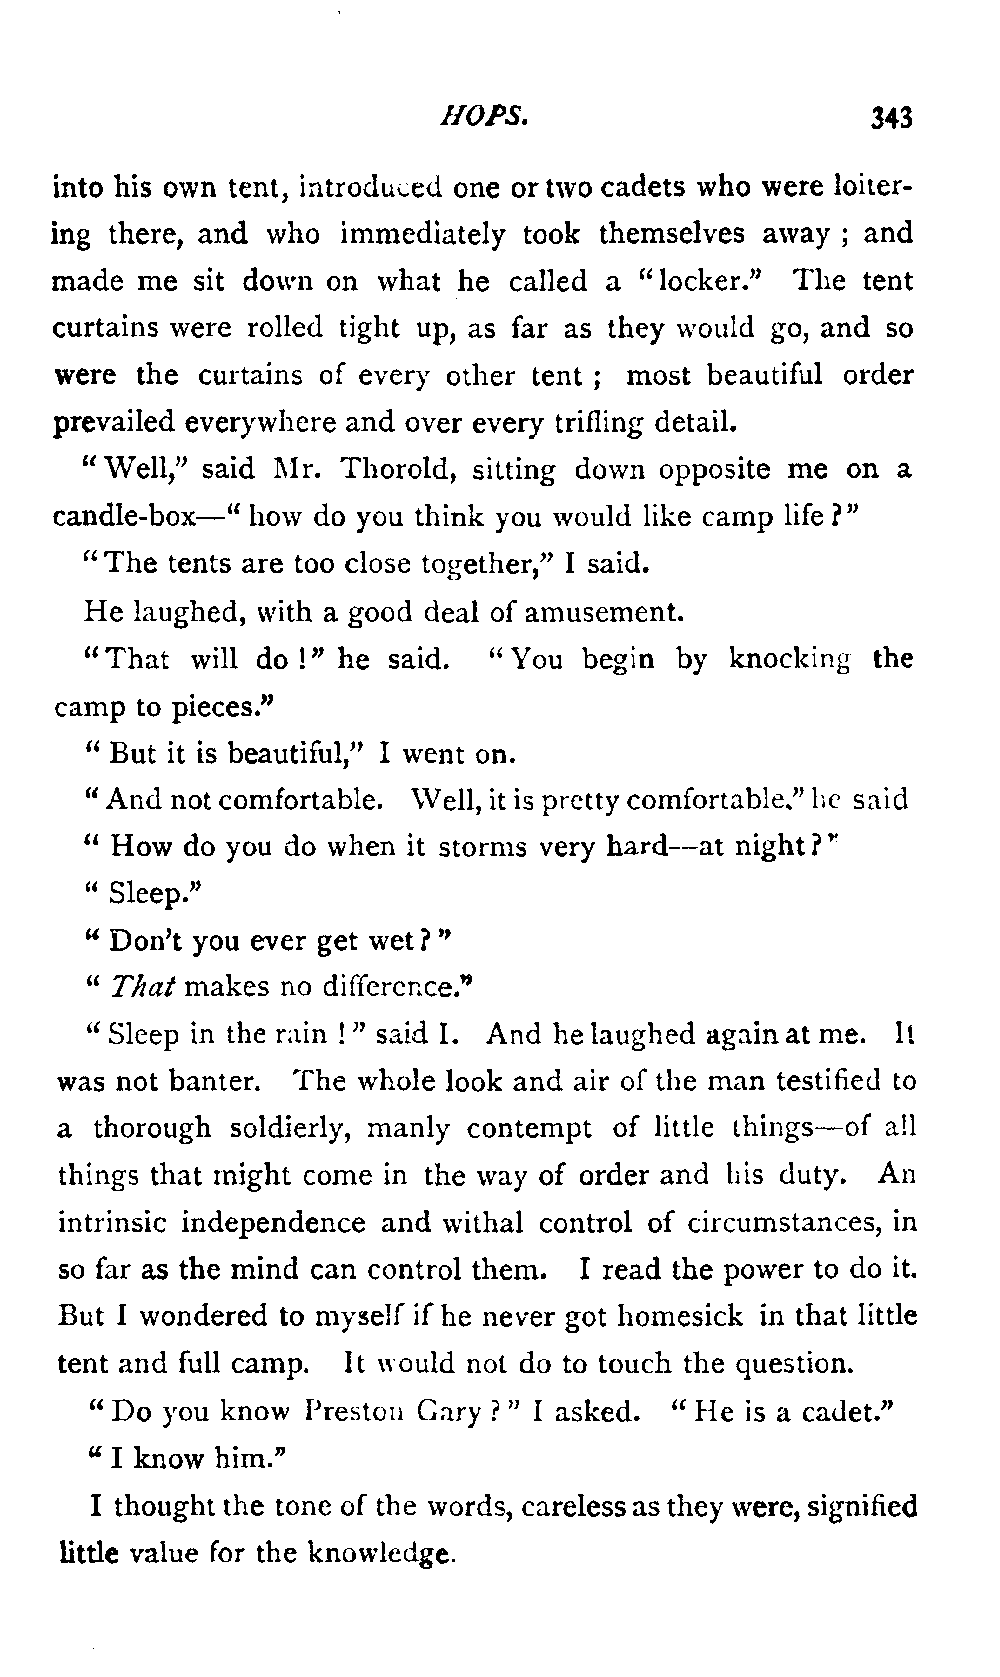 HOPS. 343
into his own tent, introduced one or two cadets who were loiter-
ing there, and who immediately took themselves away ; and
made me sit down on what he called a "locker." The tent
curtains were rolled tight up, as far as they would go, and so
were the curtains of every other tent ; most beautiful order
prevailed everywhere and over every trifling detail.
"Well," said Mr. Thorold, sitting down opposite me on a
candle-box—" how do you think you would like camp life ?"
"The tents are too close together," I said.
He laughed, with a good deal of amusement.
"That will do !" he said. "You begin by knocking the
camp to pieces."
" But it is beautiful," I went on.
" And not comfortable. Well, it is pretty comfortable," he said
" How do you do when it storms very hard—at night ?"
" Sleep."
" Don't you ever get wet ? "
" That makes no difference."
" Sleep in the rain ! " said I. And he laughed again at me. It
was not banter. The whole look and air of the man testified to
a thorough soldierly, manly contempt of little things—of all
things that might come in the way of order and his duty. An
intrinsic independence and withal control of circumstances, in
so far as the mind can control them. I read the power to do it.
But I wondered to myself if he never got homesick in that little
tent and full camp. It would not do to touch the question.
" Do you know Preston Gary ? " I asked. " He is a cadet."
" I know him."
I thought the tone of the words, careless as they were, signified
little value for the knowledge.